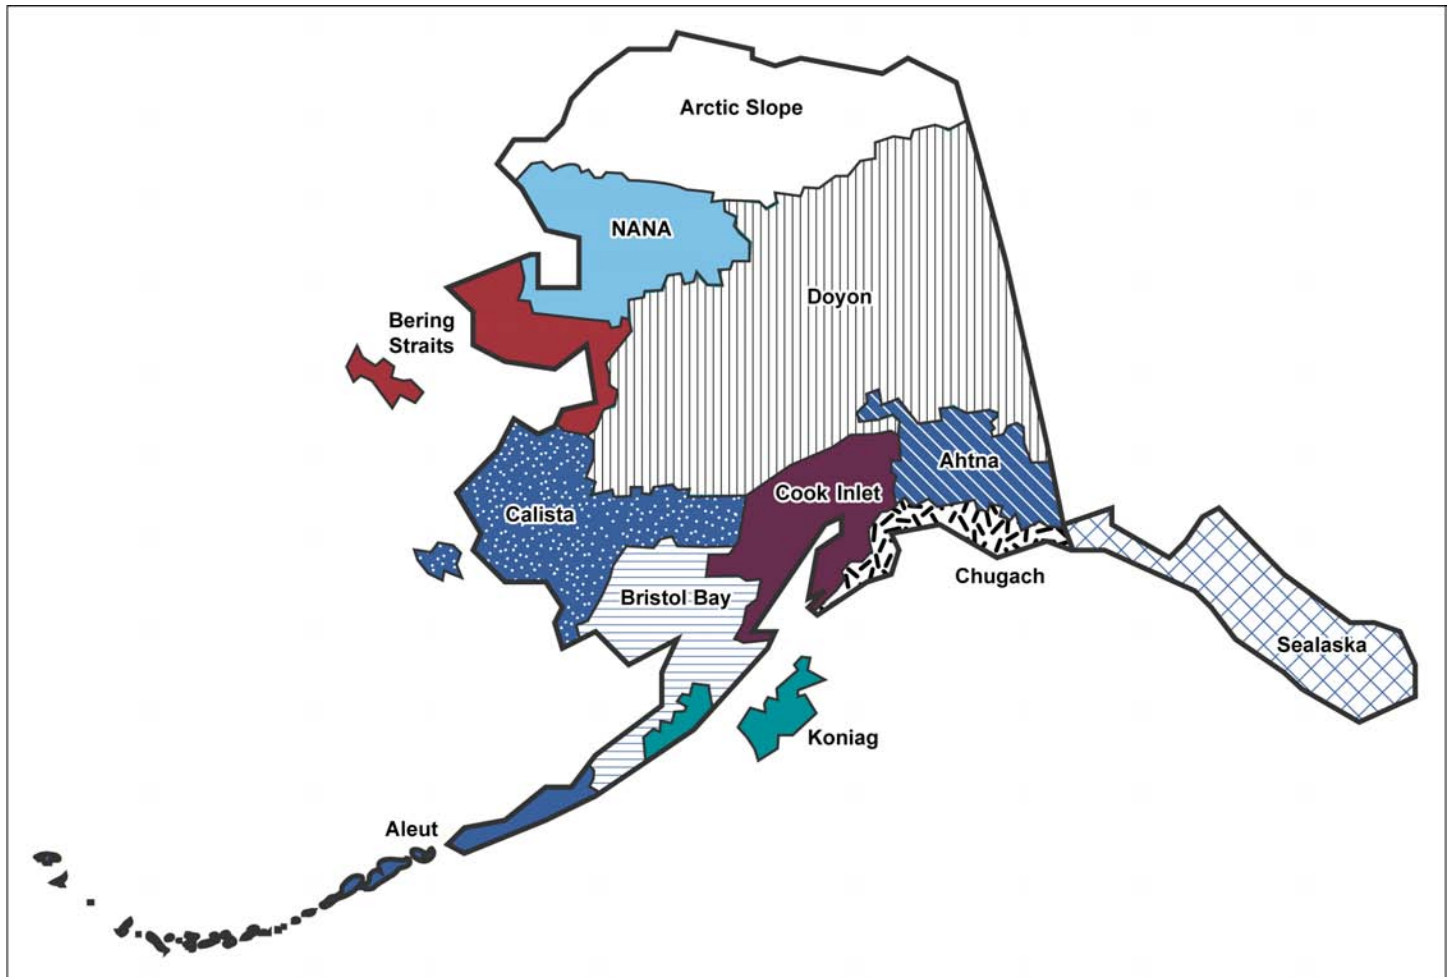 Arctic Slope
NANA
Doyon
Bering
Straits
Ahtna
Cook Inlet
Calista
Chugach
Bristol Bay
Sealaska
Koniag
Aleut